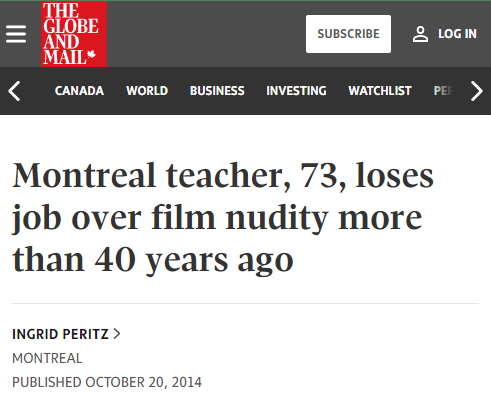 THE
GLOBE
AND
MAIL
SUBSCRIBE
LOG IN
CANADA WORLD BUSINESS INVESTING WATCHLIST PE
Montreal teacher, 73, loses
job over film nudity more
than 40 years ago
INGRID PERITZ
MONTREAL
PUBLISHED OCTOBER 20, 2014